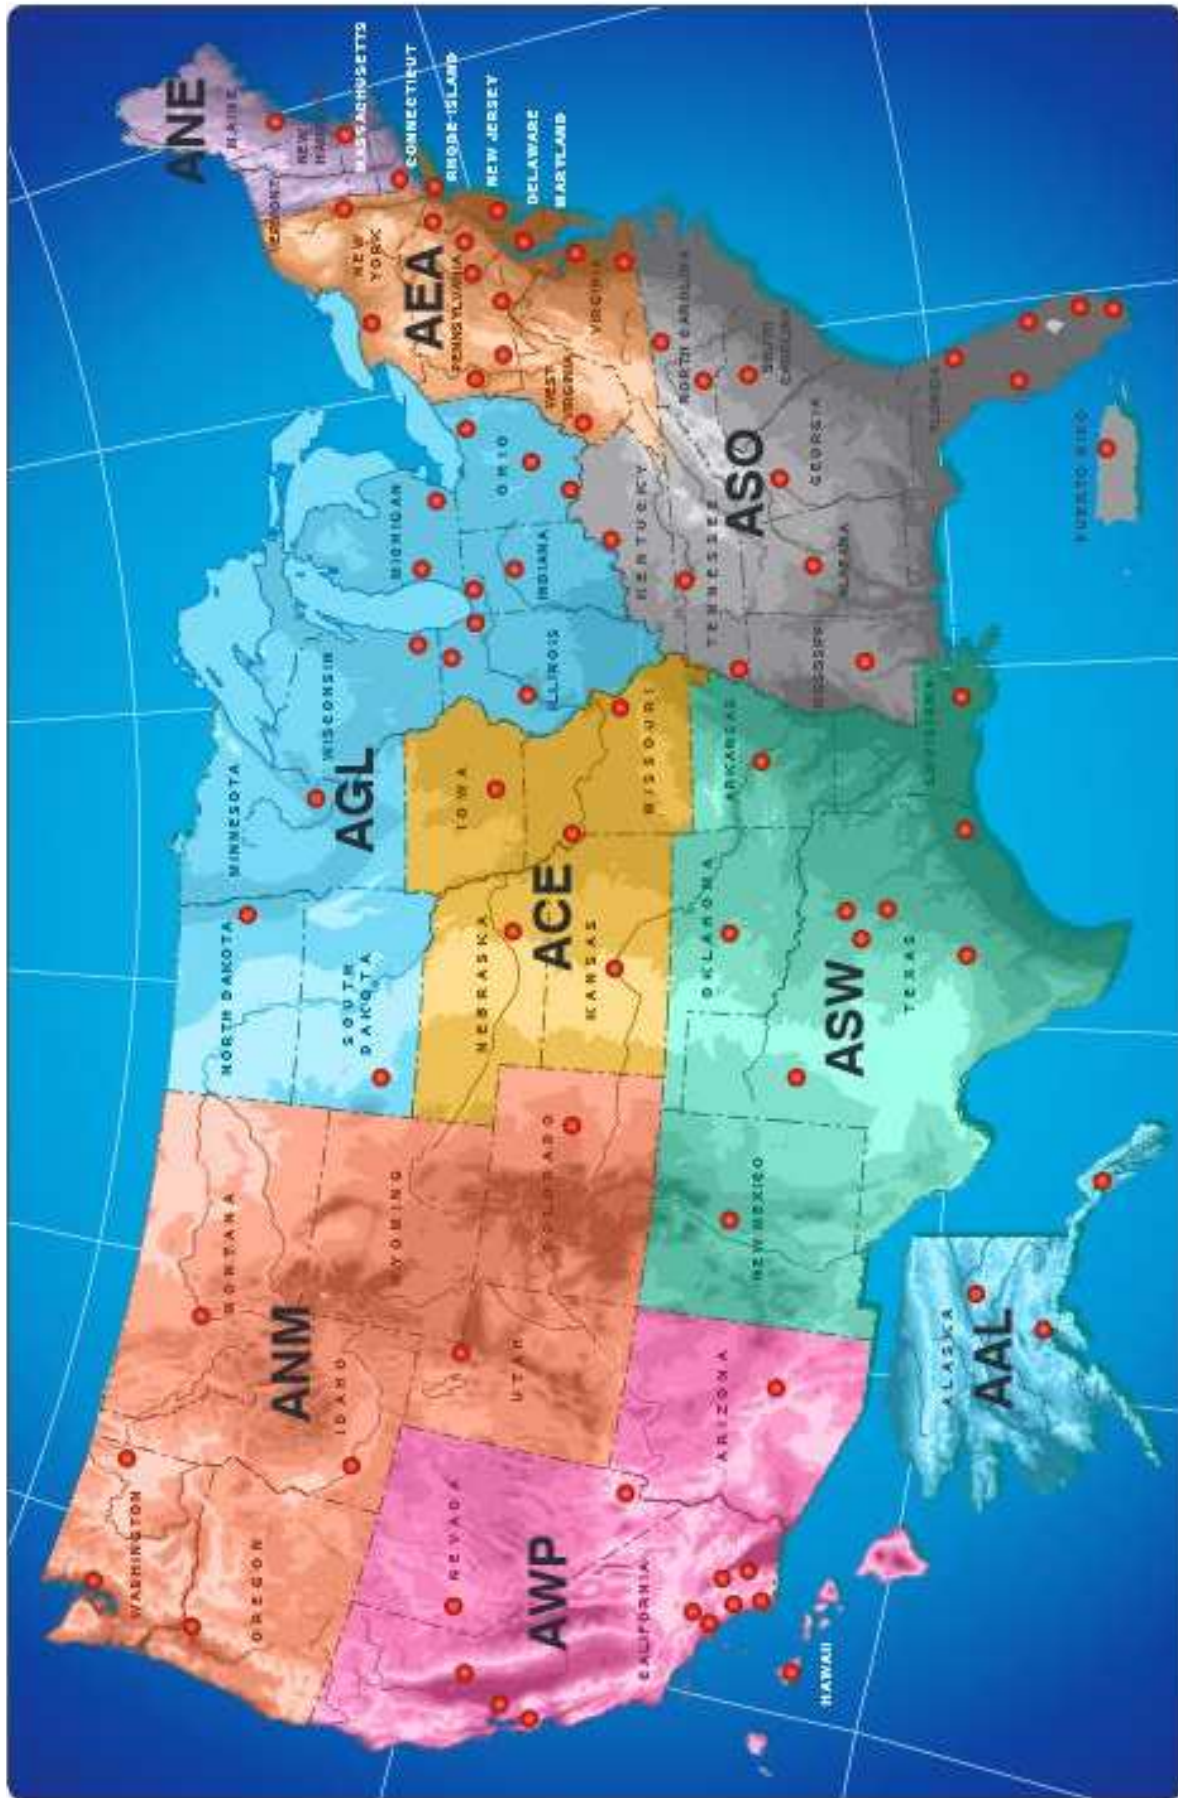 WASHINGTON
OREGON
ANM
MONTANA
IDAHO
WYOMING
UTAH
COLORADO
NORTH DAKOTA
SOUTH
DAKOTA
MINNESOTA
WISCONSIN
AGL
MICHIGAN
ILLINOIS
INDIANA
OHIO
NEBRASKA
IOWA
ACE
KANSAS
MISSOURI
NEVADA
AWP
CALIFORNIA
ARIZONA
HAWAII
NEW MEXICO
OKLAHOMA
ARKANSAS
ASW
TEXAS
LOUISIANA
ALASKA
AAL
KENTUCKY
TENNESSEE
ASO
ALABAMA
GEORGIA
NORTH CAROLINA
SOUTH
CAROLINA
FLORIDA
PUERTO RICO
ANE
MAINE
VERMONT
NEW
NEW
YORK
AEA
PENNSYLVANIA
WEST
VIRGINIA
VIRGINIA
MASSACHUSETTS
CONNECTICUT
RHODE-ISLAND
NEW JERSEY
DELAWARE
MARYLAND